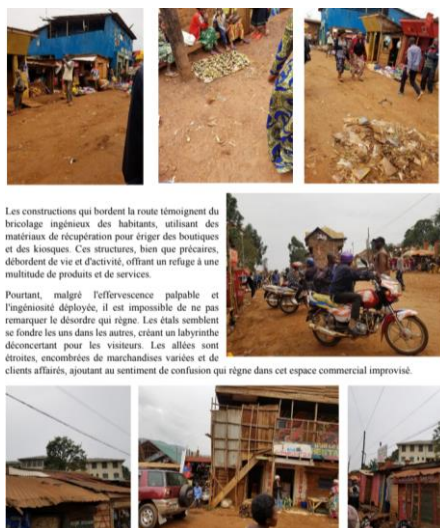 Les constructions qui bordent la route témoignent du
bricolage ingénieux des habitants, utilisant des
matériaux de récupération pour ériger des boutiques
et des kiosques. Ces structures, bien que précaires,
débordent de vie et d'activité, offrant un refuge à une
multitude de produits et de services.
Pourtant, malgré l'effervescence palpable et
l'ingéniosité déployée, il est impossible de ne pas
remarquer le désordre qui règne. Les étals semblent
se fondre les uns dans les autres, créant un labyrinthe
déconcertant pour les visiteurs. Les allées sont
étroites, encombrées de marchandises variées et de
clients affairés, ajoutant au sentiment de confusion qui règne dans cet espace commercial improvisé.